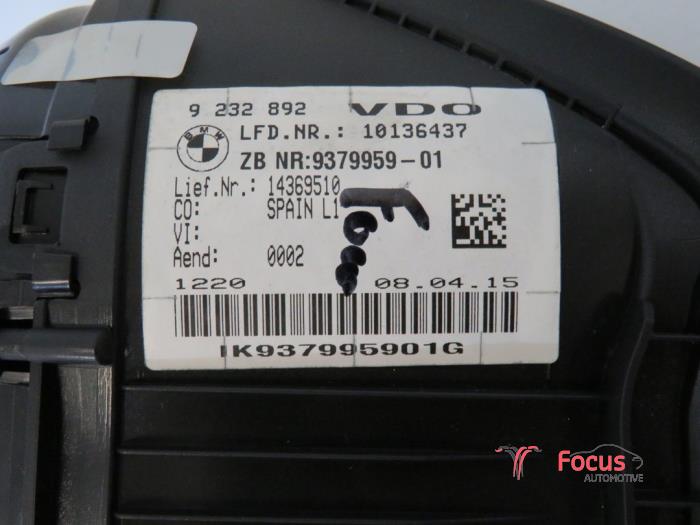 9 232 892 VDO
BMW
LFD.NR.: 10136437
ZB NR:9379959-01
Lief.Nr.: 14369510
CO: SPAIN L1
VI:
Aend: 0002
1220 08.04.15
IK937995901G
Focus
AUTOMOTIVE